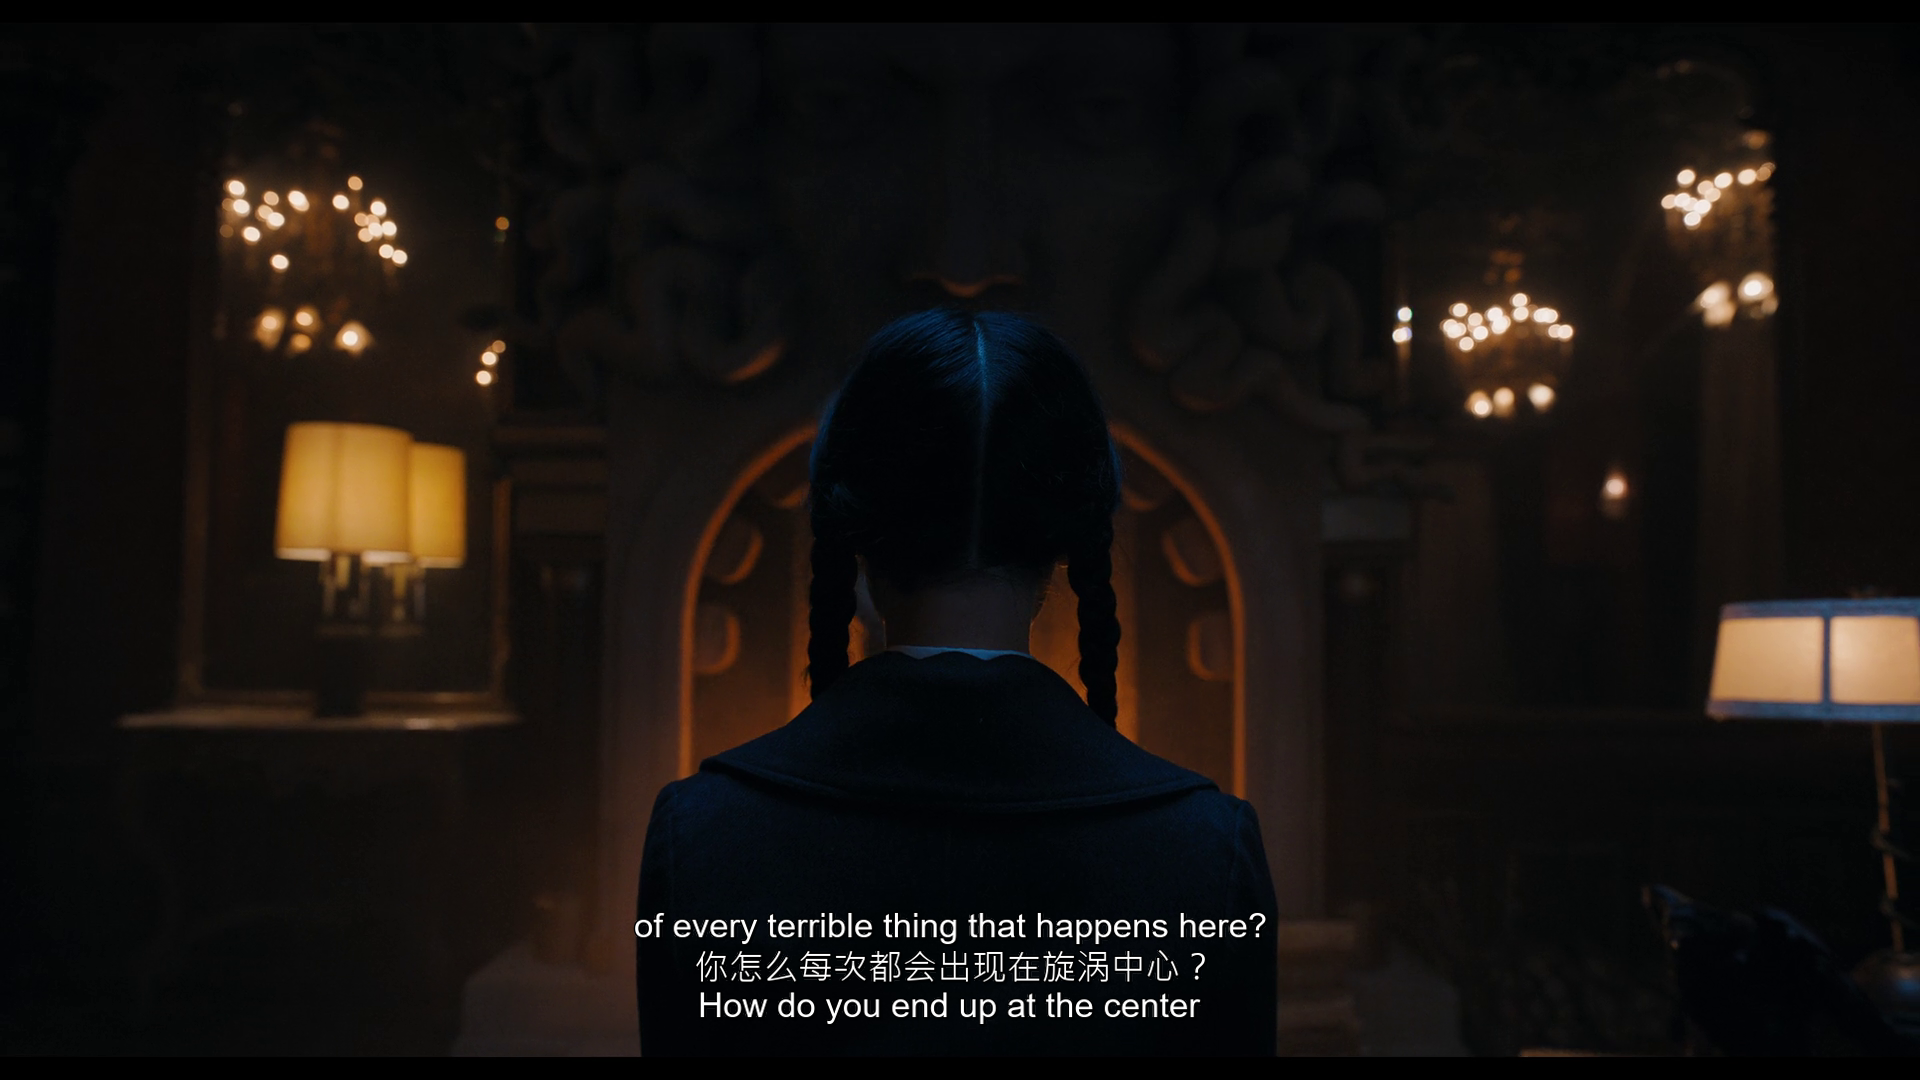 of every terrible thing that happens here?
你怎么每次都会出现在旋涡中心？
How do you end up at the center